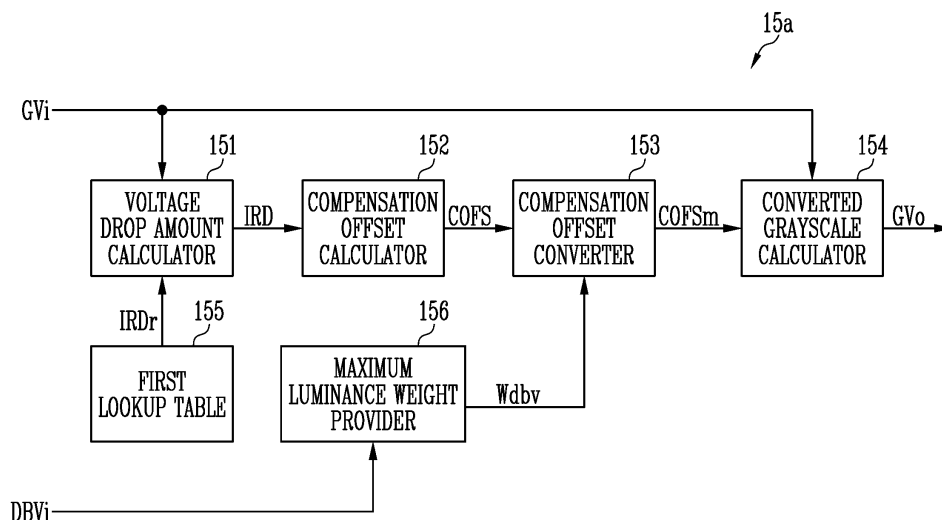 15a
GVi
151
152
153
154
VOLTAGE
DROP AMOUNT
CALCULATOR
IRD
COMPENSATION
OFFSET
CALCULATOR
COFS
COMPENSATION
OFFSET
CONVERTER
COFSm
CONVERTED
GRAYSCALE
CALCULATOR
GVo
IRDr
155
156
FIRST
LOOKUP TABLE
MAXIMUM
LUMINANCE WEIGHT
PROVIDER
Wdbv
DBVi